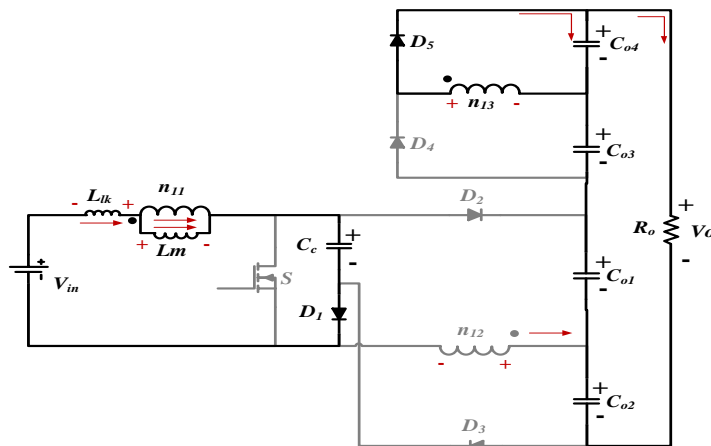 D5
+
Co4
-
n13
+ -
D4
+
Co3
-
Llk
n11
D2
- +
+ Lm -
Cc
+
-
S
Vin
+
D1
n12
- +
+
Co1
-
Ro
+
Vo
-
+
Co2
-
D3